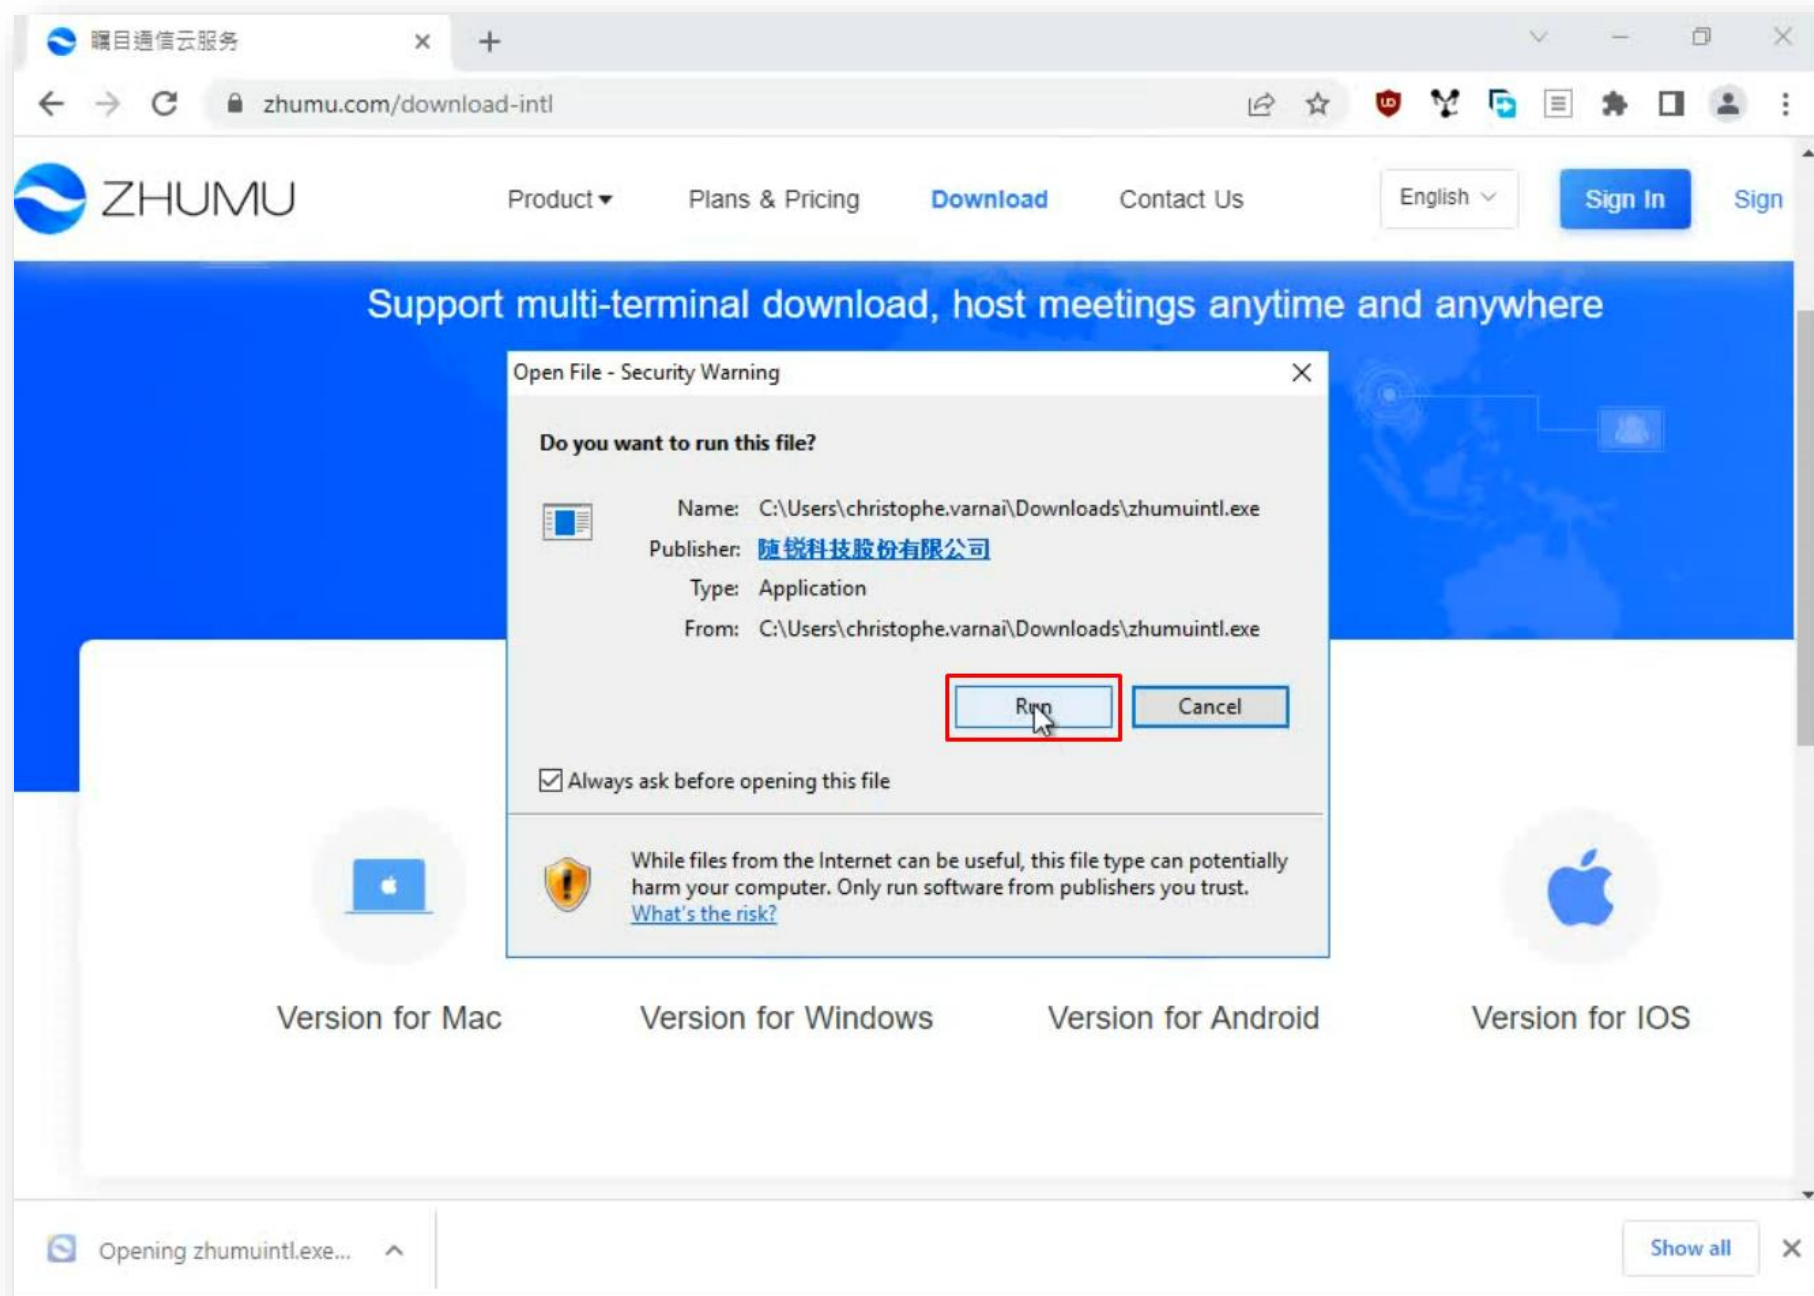 瞩目通信云服务
zhumu.com/download-intl
ZHUMU
Product Plans & Pricing Download Contact Us English Sign In Sign
Support multi-terminal download, host meetings anytime and anywhere
Open File - Security Warning
Do you want to run this file?
Name: C:\Users\christophe.varnai\Downloads\zhumuintl.exe
Publisher: 随锐科技股份有限公司
Type: Application
From: C:\Users\christophe.varnai\Downloads\zhumuintl.exe
Run Cancel
Always ask before opening this file
While files from the Internet can be useful, this file type can potentially
harm your computer. Only run software from publishers you trust.
What's the risk?
Version for Mac Version for Windows Version for Android Version for IOS
Opening zhumuintl.exe... Show all